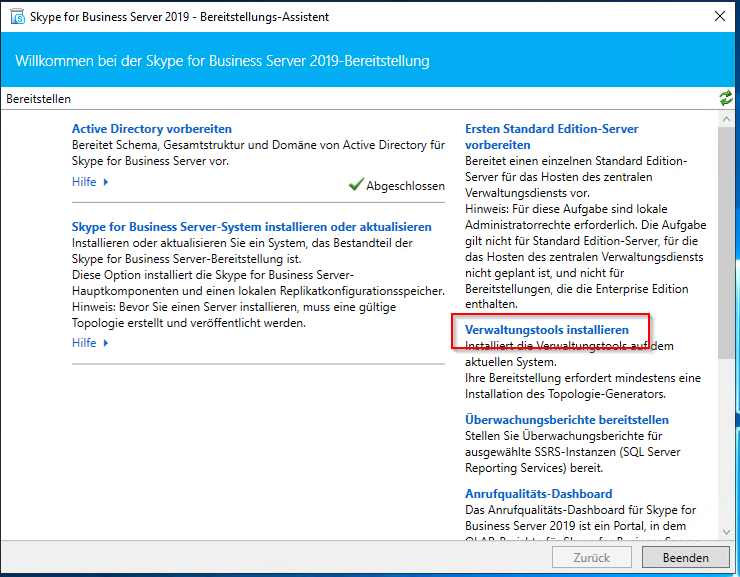 Skype for Business Server 2019 - Bereitstellungs-Assistent
Willkommen bei der Skype for Business Server 2019-Bereitstellung
Bereitstellen
Active Directory vorbereiten
Bereitet Schema, Gesamtstruktur und Domäne von Active Directory für
Skype for Business Server vor.
Hilfe
Abgeschlossen
Skype for Business Server-System installieren oder aktualisieren
Installieren oder aktualisieren Sie ein System, das Bestandteil der
Skype for Business Server-Bereitstellung ist.
Diese Option installiert die Skype for Business Server-
Hauptkomponenten und einen lokalen Replikatkonfigurationsspeicher.
Hinweis: Bevor Sie einen Server installieren, muss eine gültige
Topologie erstellt und veröffentlicht werden.
Hilfe
Ersten Standard Edition-Server
vorbereiten
Bereitet einen einzelnen Standard Edition-
Server für das Hosten des zentralen
Verwaltungsdiensts vor.
Hinweis: Für diese Aufgabe sind lokale
Administratorrechte erforderlich. Die Aufgabe
gilt nicht für Standard Edition-Server, für die
das Hosten des zentralen Verwaltungsdiensts
nicht geplant ist, und nicht für
Bereitstellungen, die die Enterprise Edition
enthalten.
Verwaltungstools installieren
Installiert die Verwaltungstools auf dem
aktuellen System.
Ihre Bereitstellung erfordert mindestens eine
Installation des Topologie-Generators.
Überwachungsberichte bereitstellen
Stellen Sie Überwachungsberichte für
ausgewählte SSRS-Instanzen (SQL Server
Reporting Services) bereit.
Anrufqualitäts-Dashboard
Das Anrufqualitäts-Dashboard für Skype for
Business Server 2019 ist ein Portal, in dem
OLAP-Berichte für Skype for Business Server
Zurück
Beenden